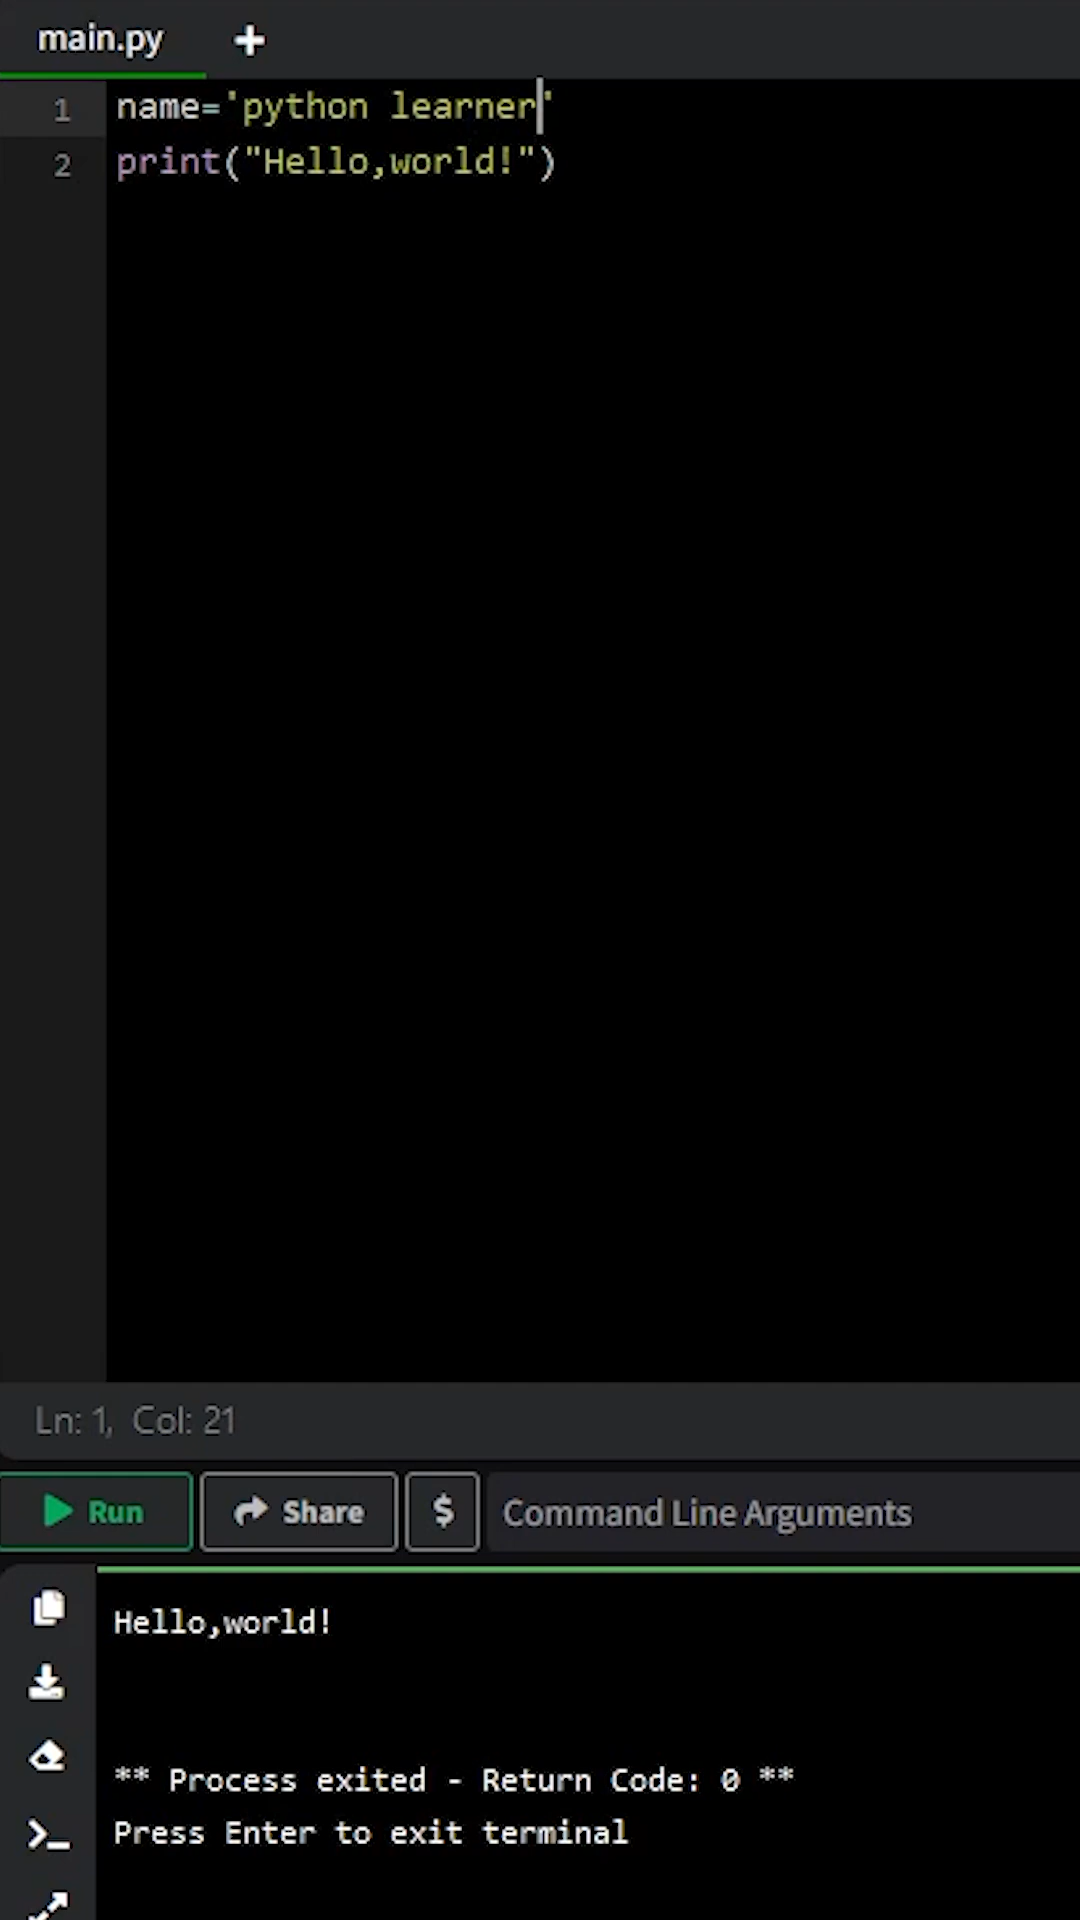 main.py +
1 name='python learner'
2 print("Hello,world!")
Ln: 1, Col: 21
Run Share $ Command Line Arguments
Hello,world!
** Process exited - Return Code: 0 **
Press Enter to exit terminal